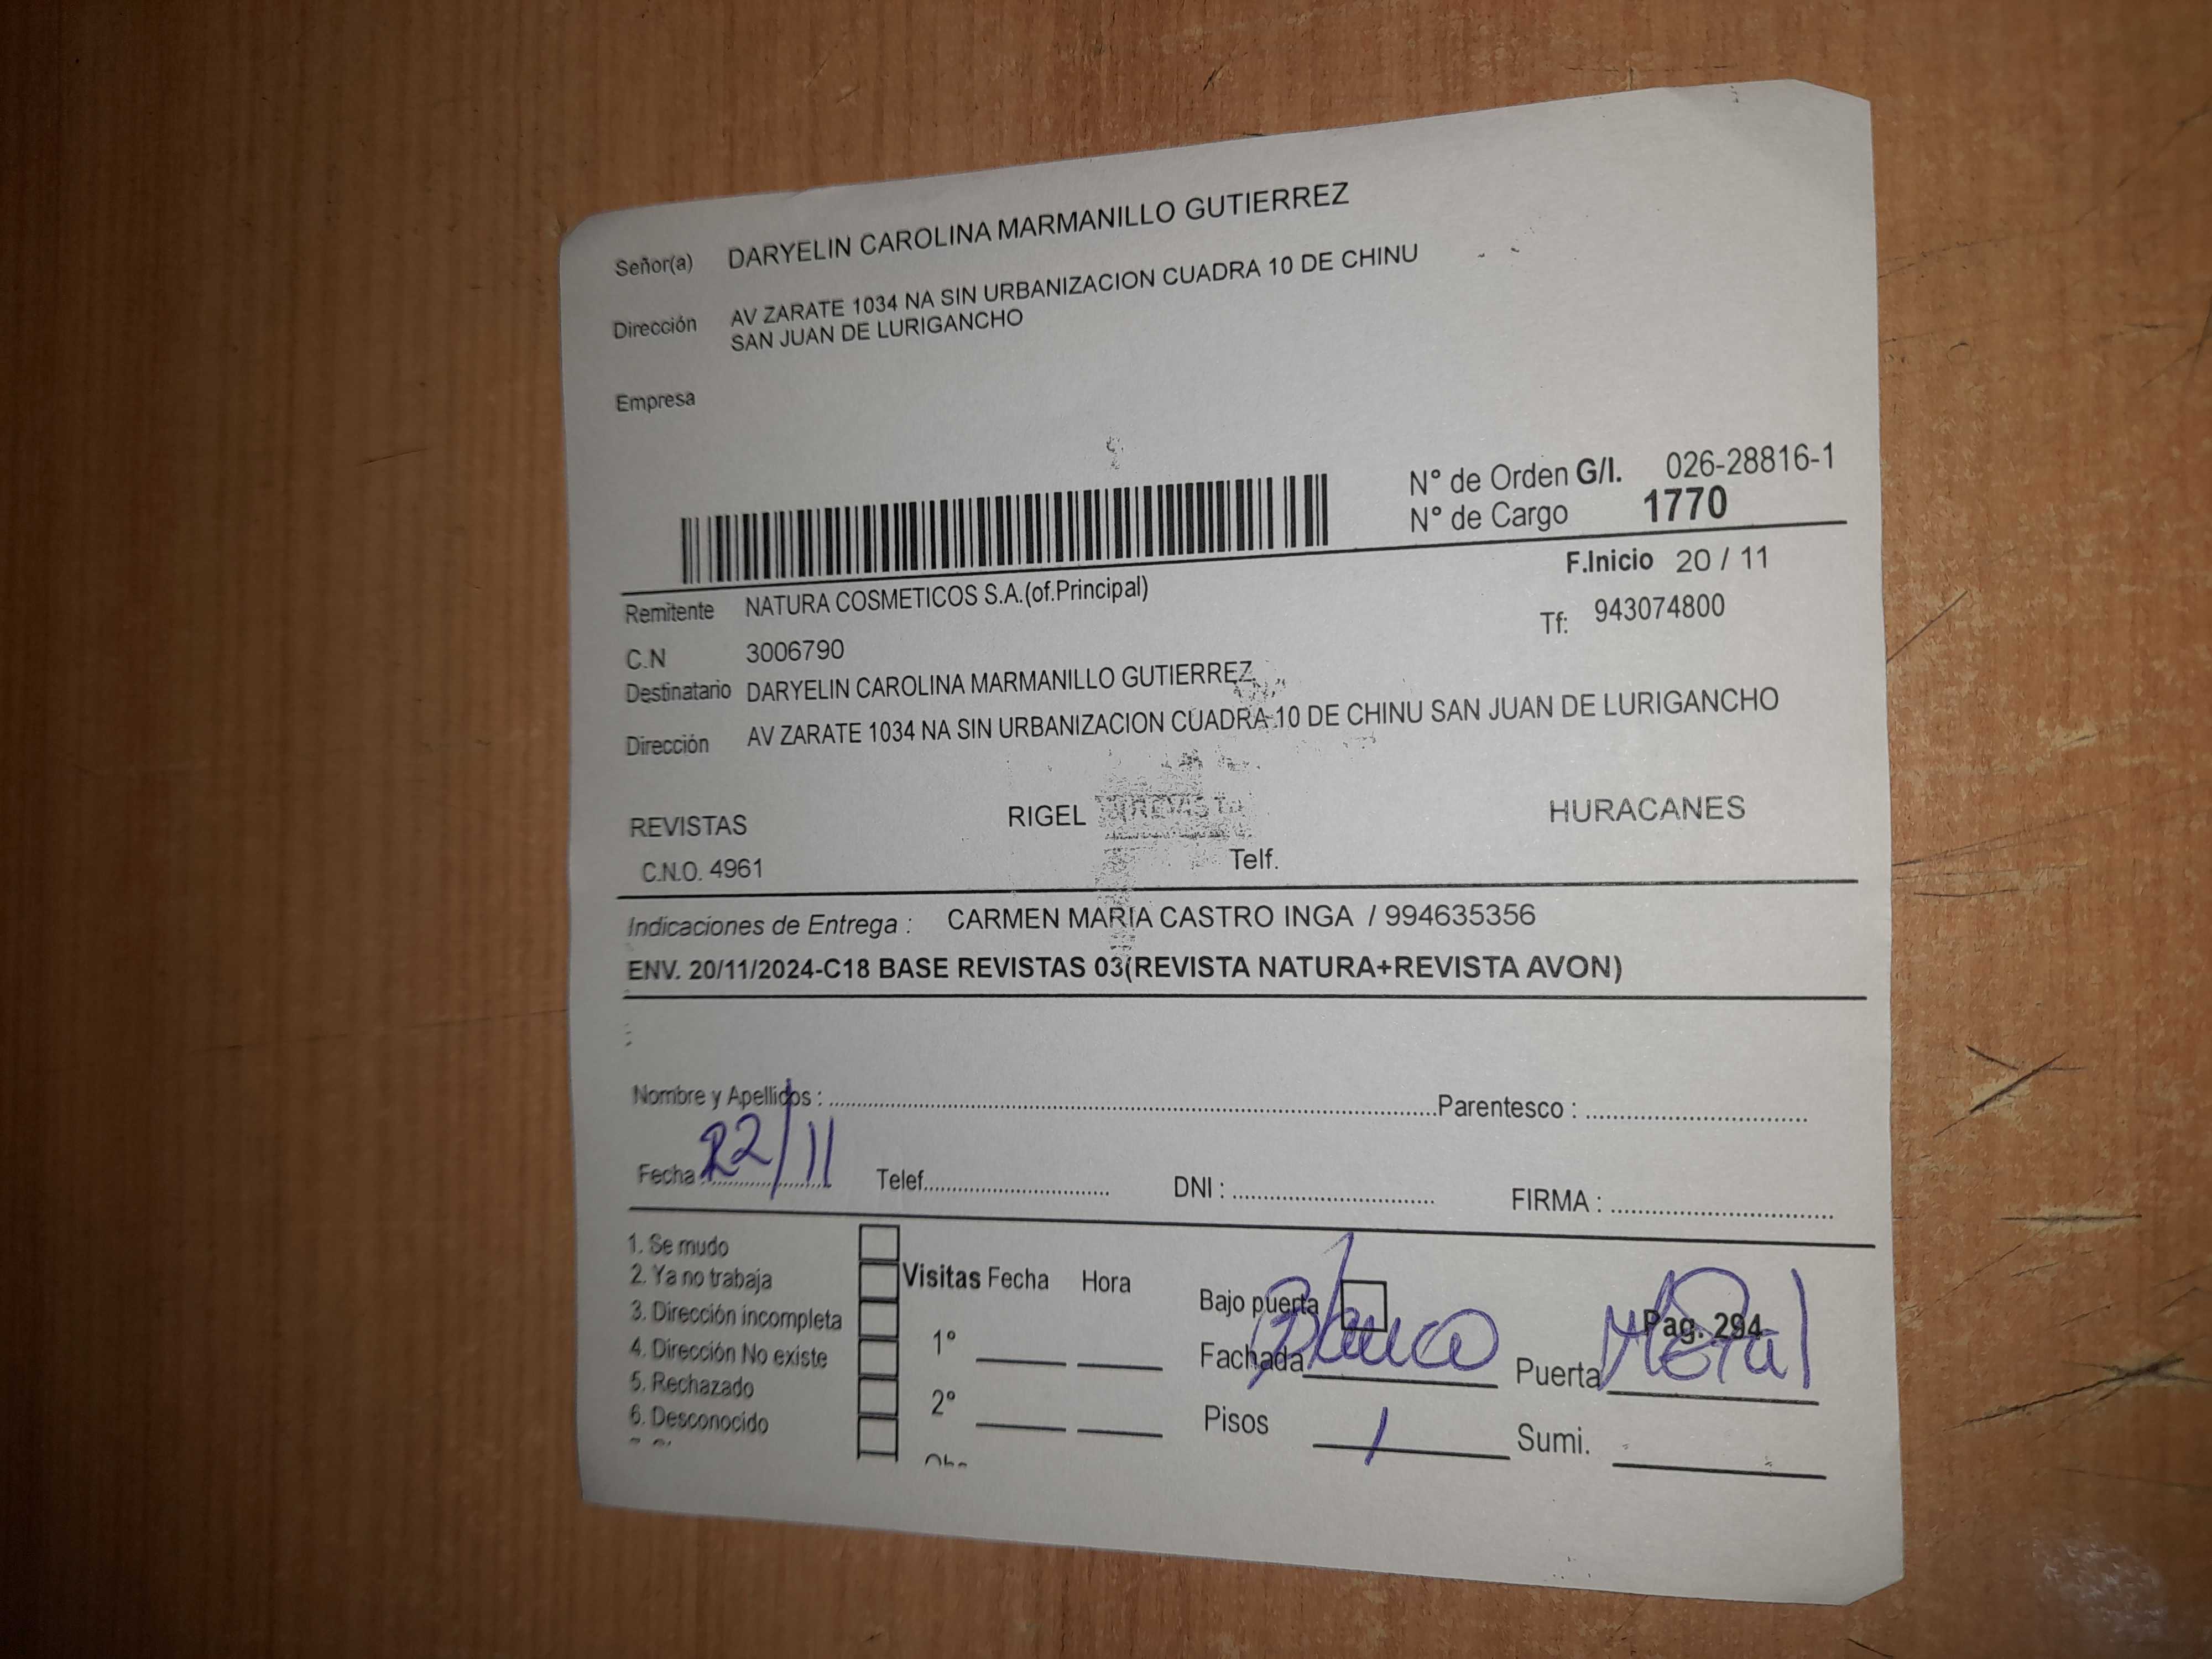 Señor(a) DARYELIN CAROLINA MARMANILLO GUTIERREZ
Dirección AV ZARATE 1034 NA SIN URBANIZACION CUADRA 10 DE CHINU
SAN JUAN DE LURIGANCHO
Empresa
N° de Orden G/I. 026-28816-1
N° de Cargo 1770
F.Inicio 20 / 11
Remitente NATURA COSMETICOS S.A.(of.Principal)
Tf: 943074800
C.N 3006790
Destinatario DARYELIN CAROLINA MARMANILLO GUTIERREZ
Dirección AV ZARATE 1034 NA SIN URBANIZACION CUADRA 10 DE CHINU SAN JUAN DE LURIGANCHO
REVISTAS RIGEL HURACANES
C.N.O. 4961 Telf.
Indicaciones de Entrega : CARMEN MARIA CASTRO INGA / 994635356
ENV. 20/11/2024-C18 BASE REVISTAS 03(REVISTA NATURA+REVISTA AVON)
Nombre y Apellidos : Parentesco :
Fecha 22/11 Telef. DNI : FIRMA :
1. Se mudo
2. Ya no trabaja
3. Dirección incompleta
4. Dirección No existe
5. Rechazado
6. Desconocido
Visitas Fecha Hora
1°
2°
Bajo puerta
Pag. 294
Fachada Blanco Puerta Metal
Pisos 1 Sumi.